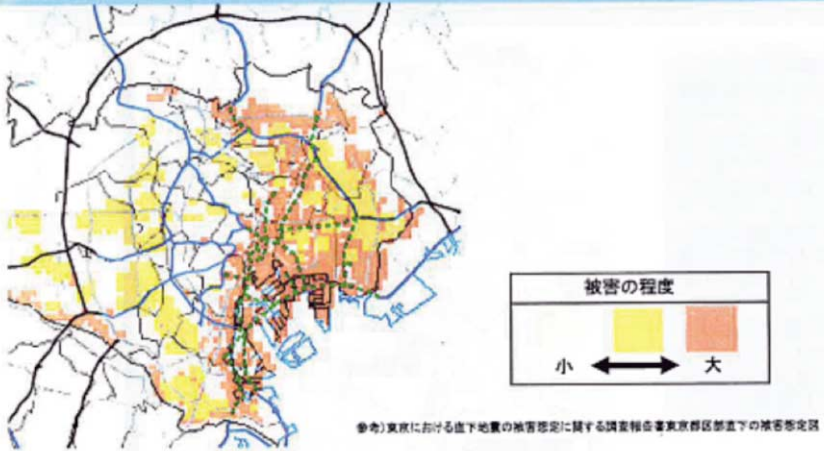 被害の程度
小 大
参考)東京における直下地震の被害想定に関する調査報告書東京都区部直下の被害想定図